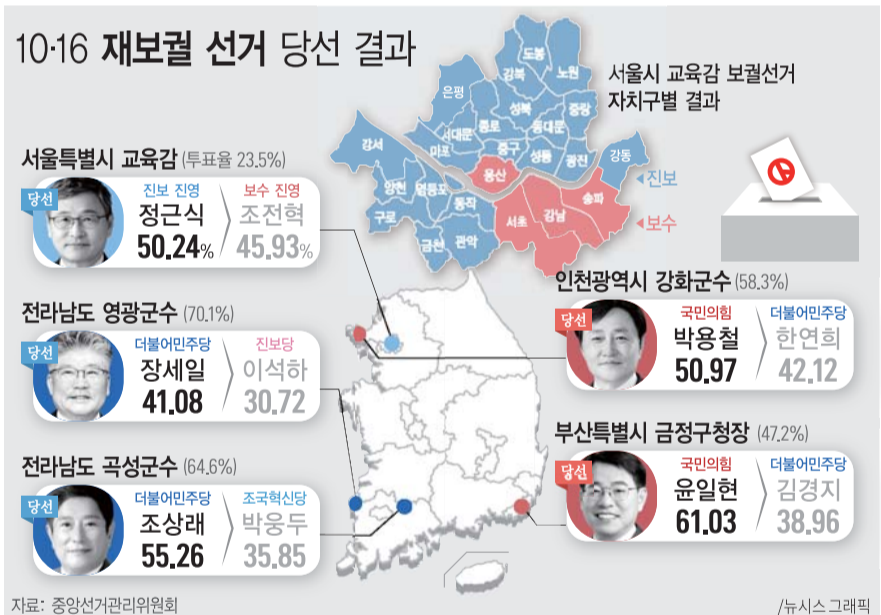 10·16 재보궐 선거 당선 결과
서울시 교육감 보궐선거
자치구별 결과
도봉
강북
노원
은평
성북
중랑
서대문
종로
동대문
강서
마포
중구
성동
광진
강동
용산
양천
영등포
동작
구로
금천
관악
서초
강남
송파
◀진보
◀보수
서울특별시 교육감 (투표율 23.5%)
당선
진보 진영
보수 진영
정근식
조전혁
50.24%
45.93%
전라남도 영광군수 (70.1%)
당선
더불어민주당
진보당
장세일
이석하
41.08
30.72
전라남도 곡성군수 (64.6%)
당선
더불어민주당
조국혁신당
조상래
박웅두
55.26
35.85
인천광역시 강화군수 (58.3%)
당선
국민의힘
더불어민주당
박용철
한연희
50.97
42.12
부산특별시 금정구청장 (47.2%)
당선
국민의힘
더불어민주당
윤일현
김경지
61.03
38.96
자료: 중앙선거관리위원회
/뉴시스 그래픽